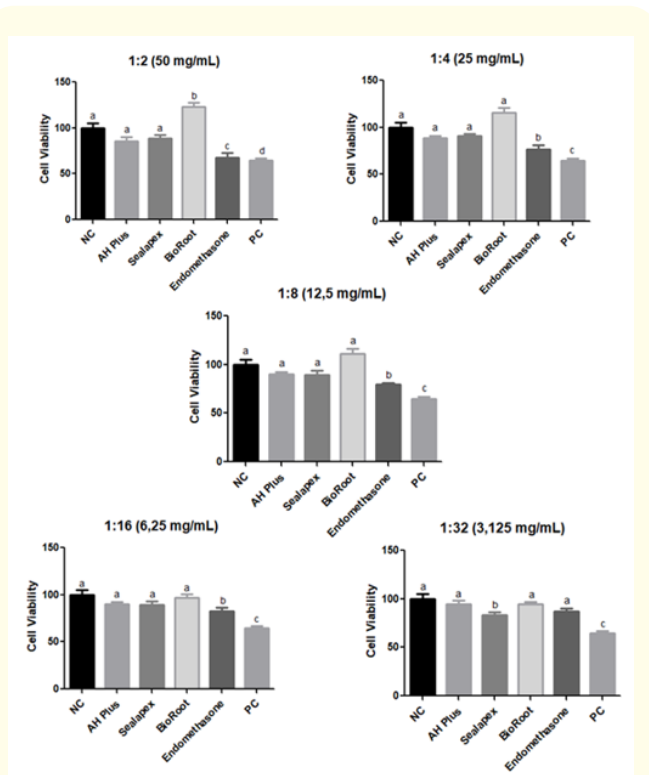 1:2 (50 mg/mL)
Cell Viability
150
100
50
0
a
a
a
b
c
d
NC
AH Plus
Sealapex
BioRoot
Endomethasone
PC
1:4 (25 mg/mL)
Cell Viability
150
100
50
0
a
a
a
a
b
c
NC
AH Plus
Sealapex
BioRoot
Endomethasone
PC
1:8 (12,5 mg/mL)
Cell Viability
150
100
50
0
a
a
a
a
b
c
NC
AH Plus
Sealapex
BioRoot
Endomethasone
PC
1:16 (6,25 mg/mL)
Cell Viability
150
100
50
0
a
a
a
a
b
c
NC
AH Plus
Sealapex
BioRoot
Endomethasone
PC
1:32 (3,125 mg/mL)
Cell Viability
150
100
50
0
a
a
b
a
a
c
NC
AH Plus
Sealapex
BioRoot
Endomethasone
PC